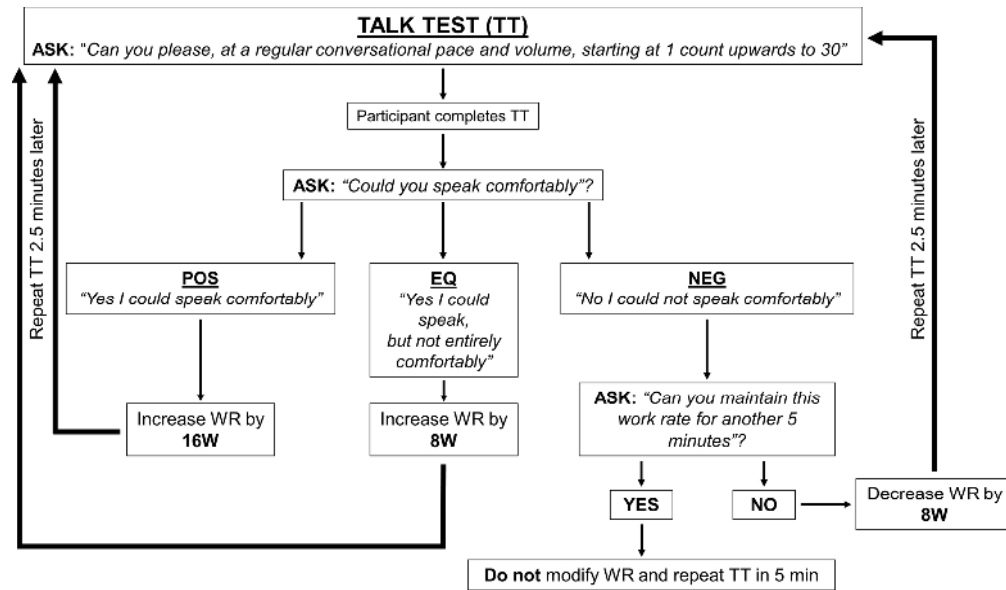 TALK TEST (TT)
ASK: "Can you please, at a regular conversational pace and volume, starting at 1 count upwards to 30"
Repeat TT 2.5 minutes later
Repeat TT 2.5 minutes later
Participant completes TT
ASK: "Could you speak comfortably"?
POS
"Yes I could speak comfortably"
EQ
"Yes I could
speak,
but not entirely
comfortably"
NEG
"No I could not speak comfortably"
Increase WR by
16W
Increase WR by
8W
ASK: "Can you maintain this
work rate for another 5
minutes"?
YES
NO
Decrease WR by
8W
Do not modify WR and repeat TT in 5 min